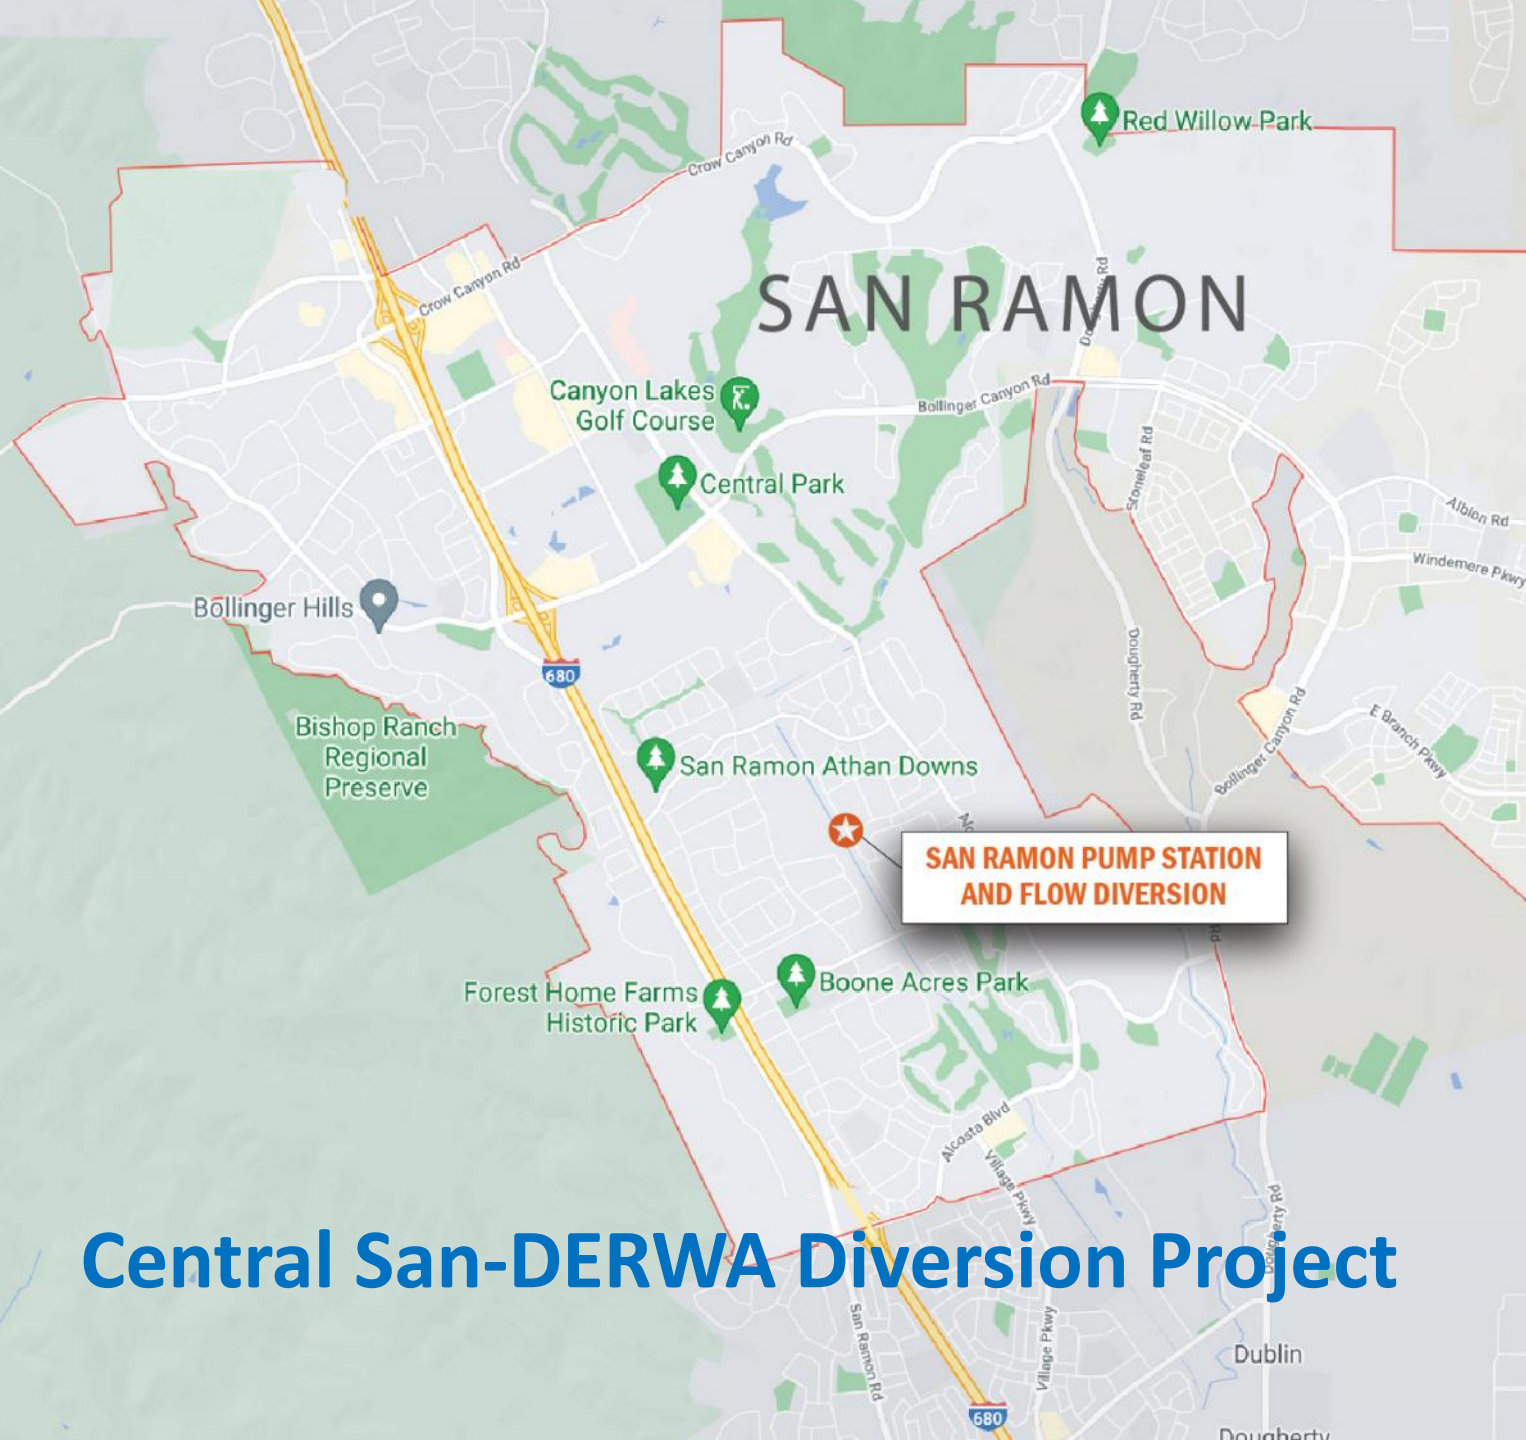 Red Willow Park
Crow Canyon Rd
SAN RAMON
Crow Canyon Rd
Canyon Lakes
Golf Course
Bollinger Canyon Rd
Central Park
Stoneleaf Rd
Albion Rd
Windemere Pkwy
Bollinger Hills
Dougherty Rd
680
Bishop Ranch
Regional
Preserve
E Branch Pkwy
Bollinger Canyon Rd
San Ramon Athan Downs
SAN RAMON PUMP STATION
AND FLOW DIVERSION
Rd
Forest Home Farms
Historic Park
Boone Acres Park
Alcosta Blvd
Village Pkwy
Dougherty Rd
Central San-DERWA Diversion Project
San Ramon Rd
Village Pkwy
Dublin
680
Dougherty